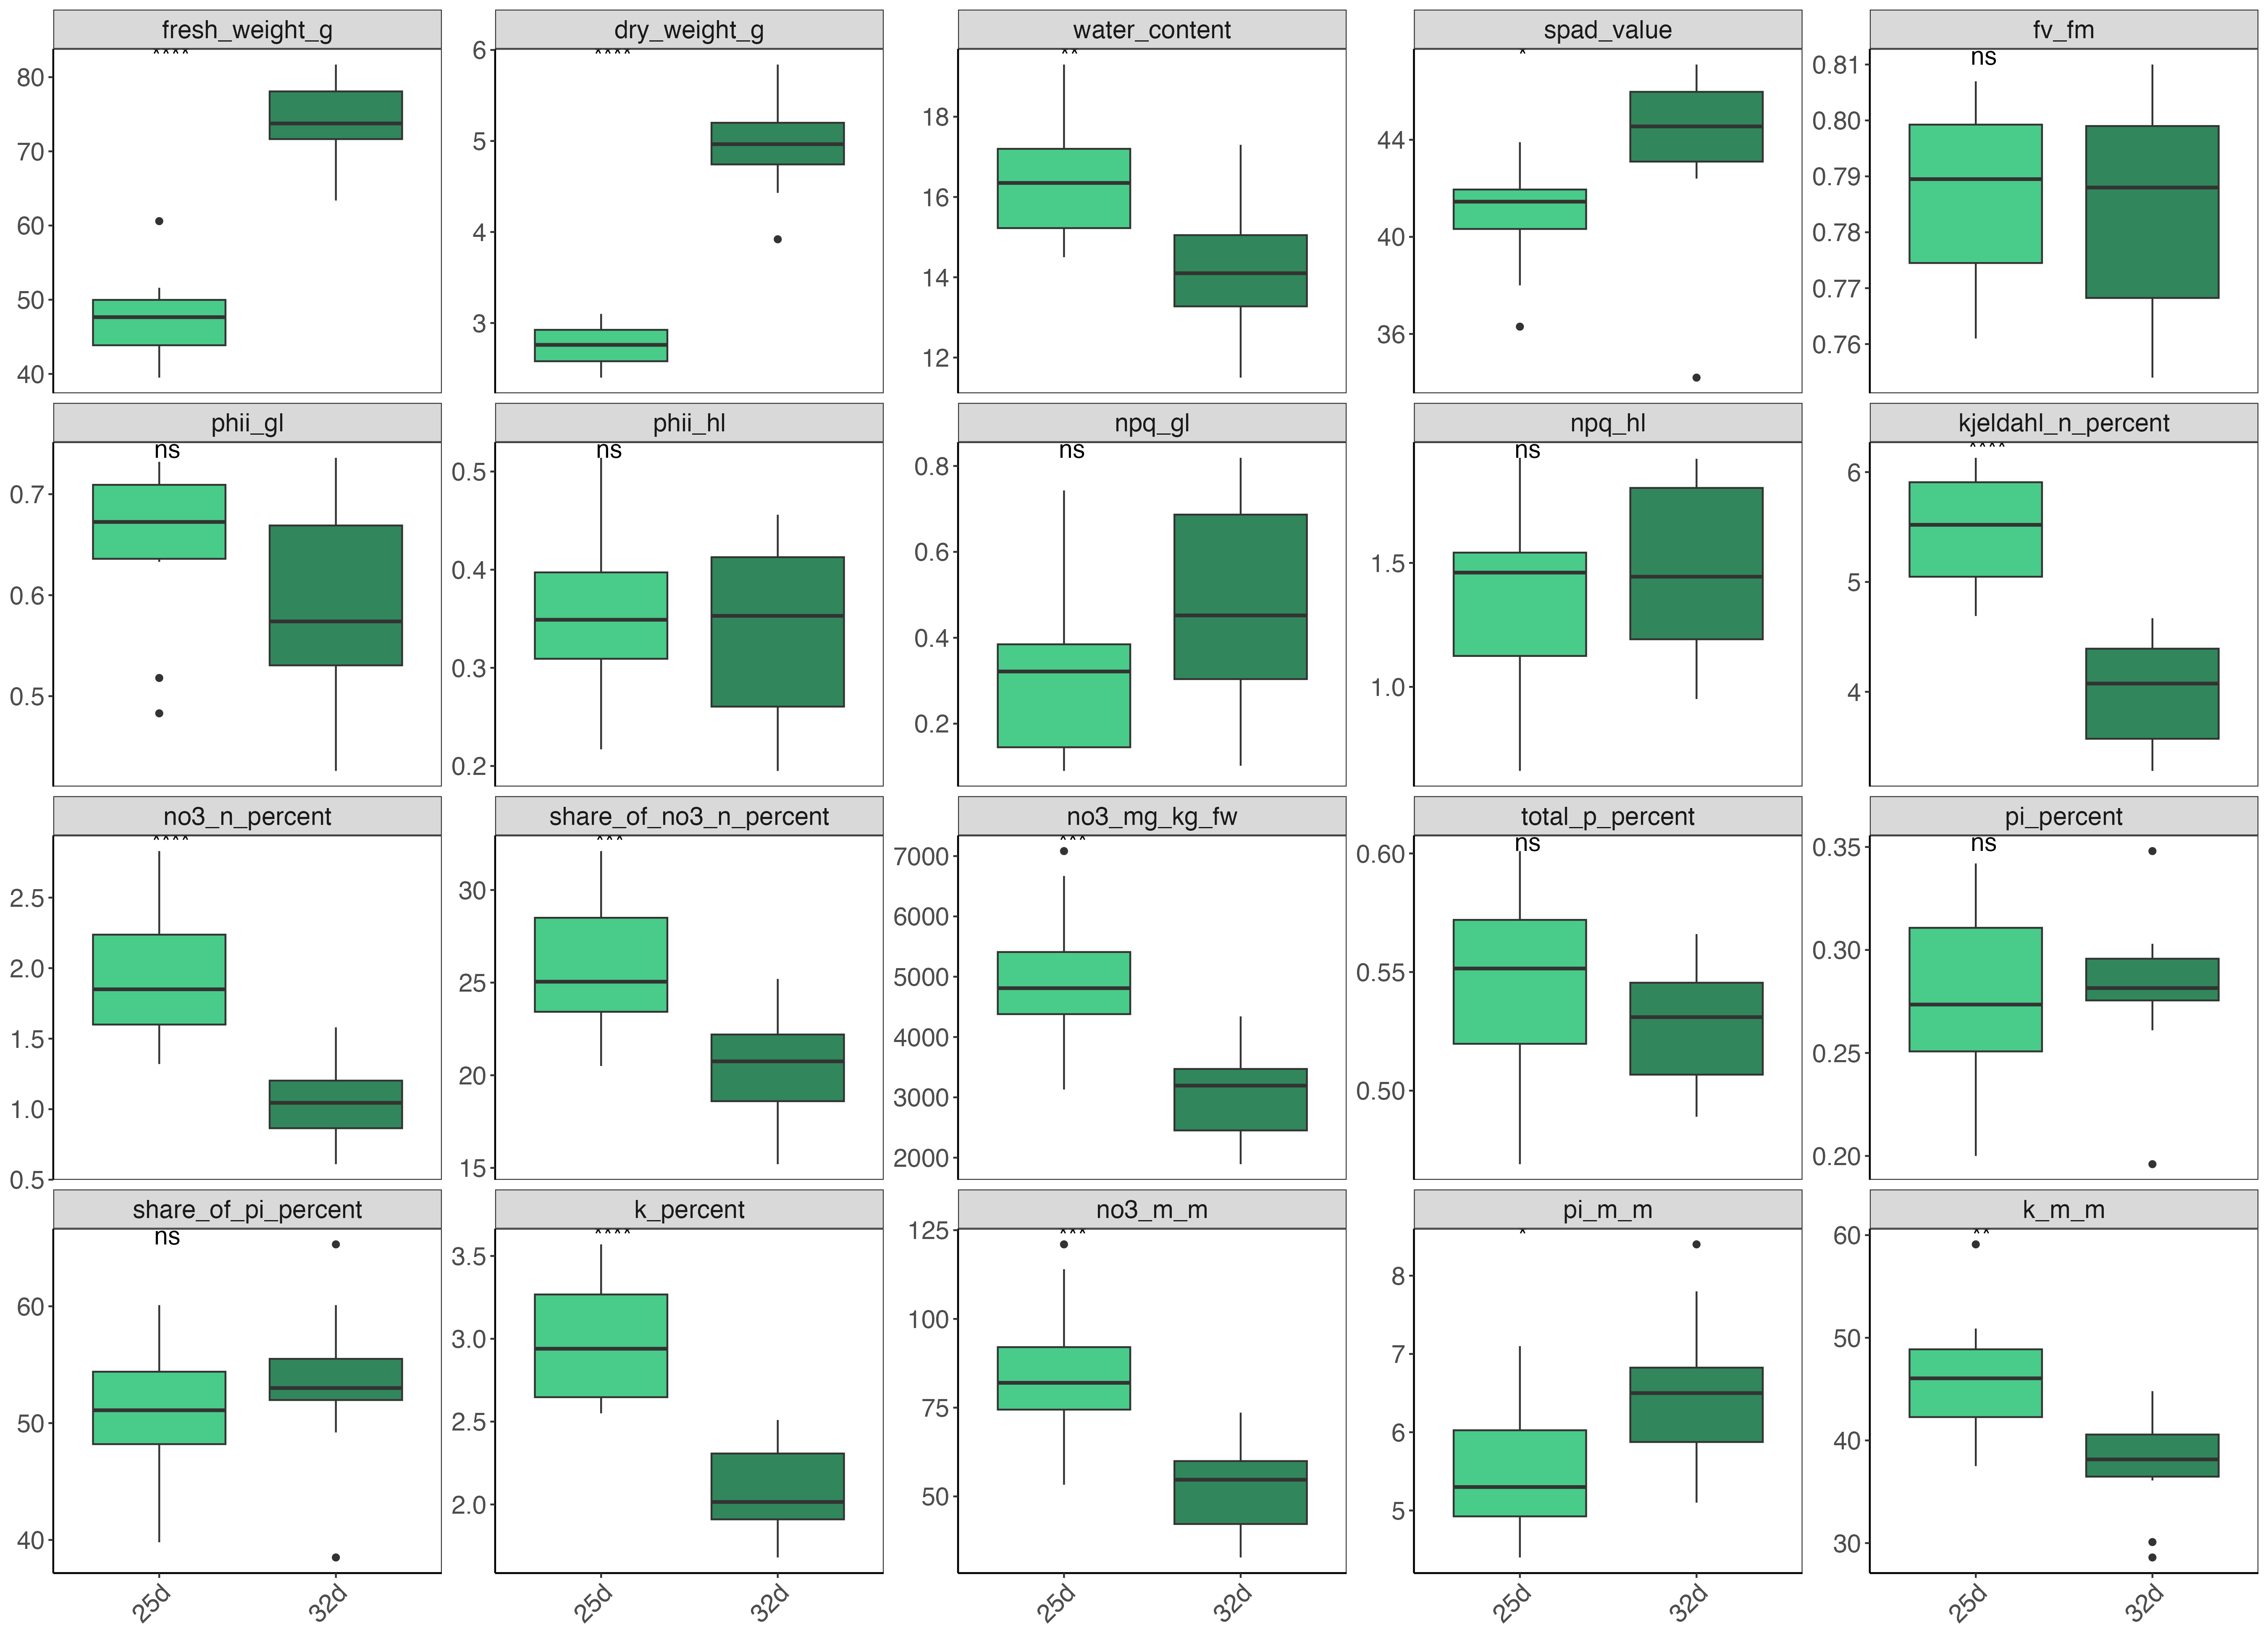 fresh_weight_g dry_weight_g water_content spad_value fv_fm
**** **** ** * ns
80 70 60 50 40
6 5 4 3
18 16 14 12
44 40 36
0.81 0.80 0.79 0.78 0.77 0.76
phii_gl phii_hl npq_gl npq_hl kjeldahl_n_percent
ns ns ns ns ****
0.7 0.6 0.5
0.5 0.4 0.3 0.2
0.8 0.6 0.4 0.2
1.5 1.0
6 5 4
no3_n_percent share_of_no3_n_percent no3_mg_kg_fw total_p_percent pi_percent
**** *** *** ns ns
2.5 2.0 1.5 1.0 0.5
30 25 20 15
7000 6000 5000 4000 3000 2000
0.60 0.55 0.50
0.35 0.30 0.25 0.20
share_of_pi_percent k_percent no3_m_m pi_m_m k_m_m
ns **** *** * **
60 50 40
3.5 3.0 2.5 2.0
125 100 75 50
8 7 6 5
60 50 40 30
25d 32d 25d 32d 25d 32d 25d 32d 25d 32d